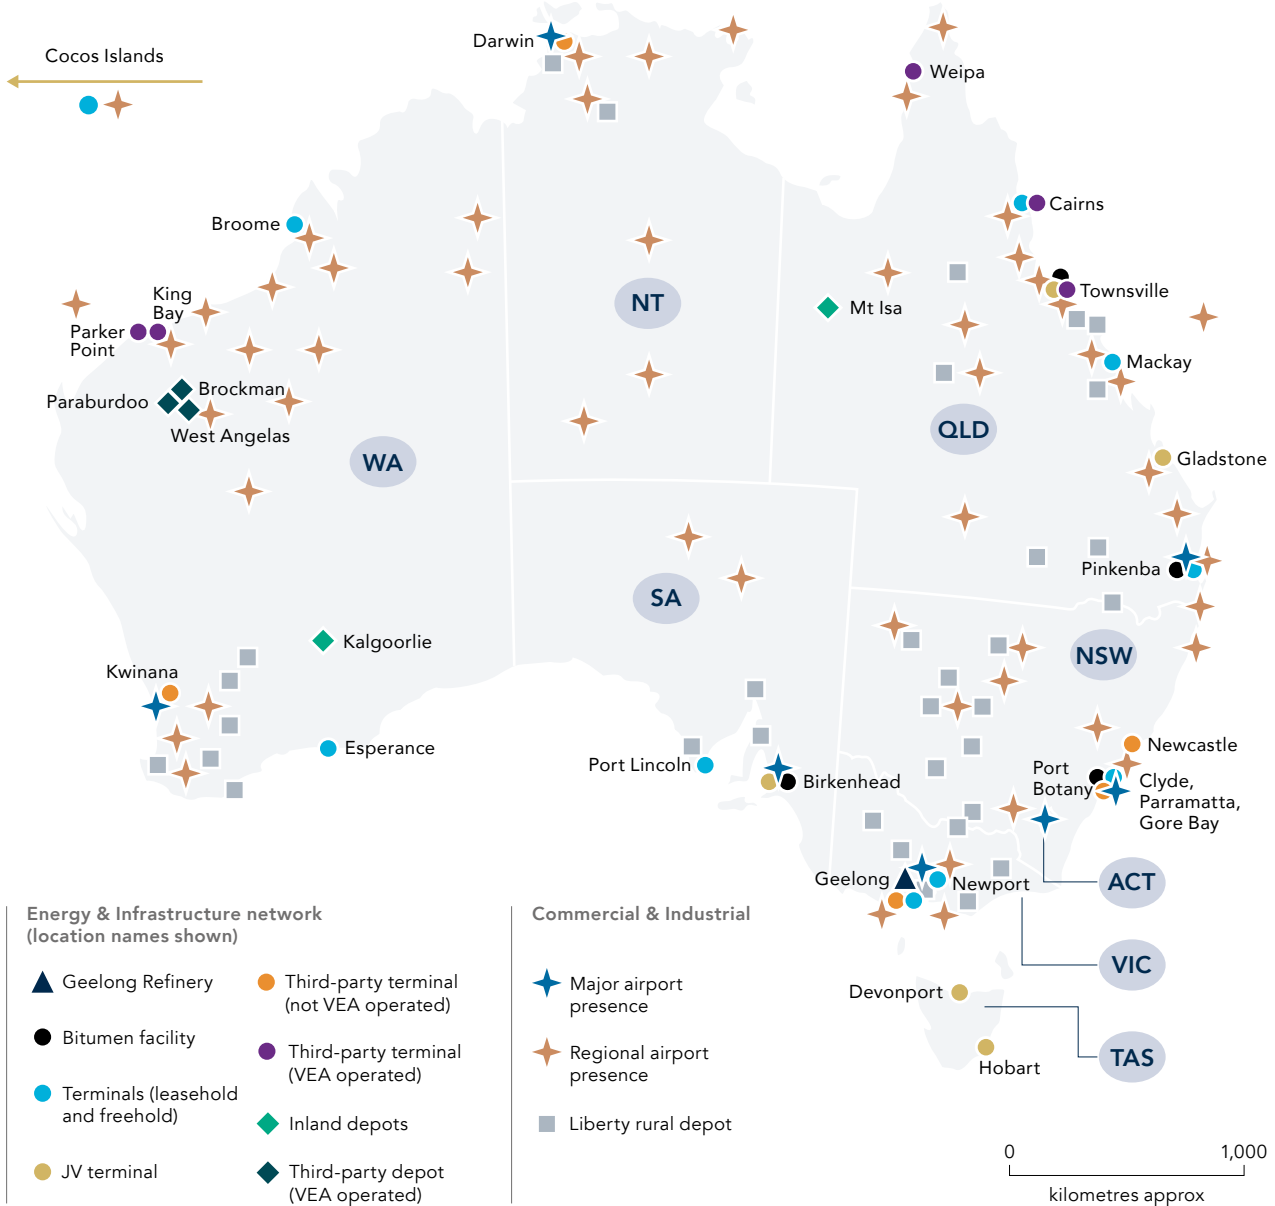 Cocos Islands
Darwin
Weipa
Broome
Cairns
King
Bay
Parker
Point
NT
Mt Isa
Townsville
Mackay
Brockman
Paraburdoo
West Angelas
WA
QLD
Gladstone
Pinkenba
SA
Kalgoorlie
NSW
Kwinana
Esperance
Port Lincoln
Birkenhead
Newcastle
Port
Botany
Clyde,
Parramatta,
Gore Bay
Geelong
Newport
ACT
VIC
Devonport
TAS
Hobart
Energy & Infrastructure network
(location names shown)
Geelong Refinery
Bitumen facility
Terminals (leasehold
and freehold)
JV terminal
Third-party terminal
(not VEA operated)
Third-party terminal
(VEA operated)
Inland depots
Third-party depot
(VEA operated)
Commercial & Industrial
Major airport
presence
Regional airport
presence
Liberty rural depot
0 1,000
kilometres approx